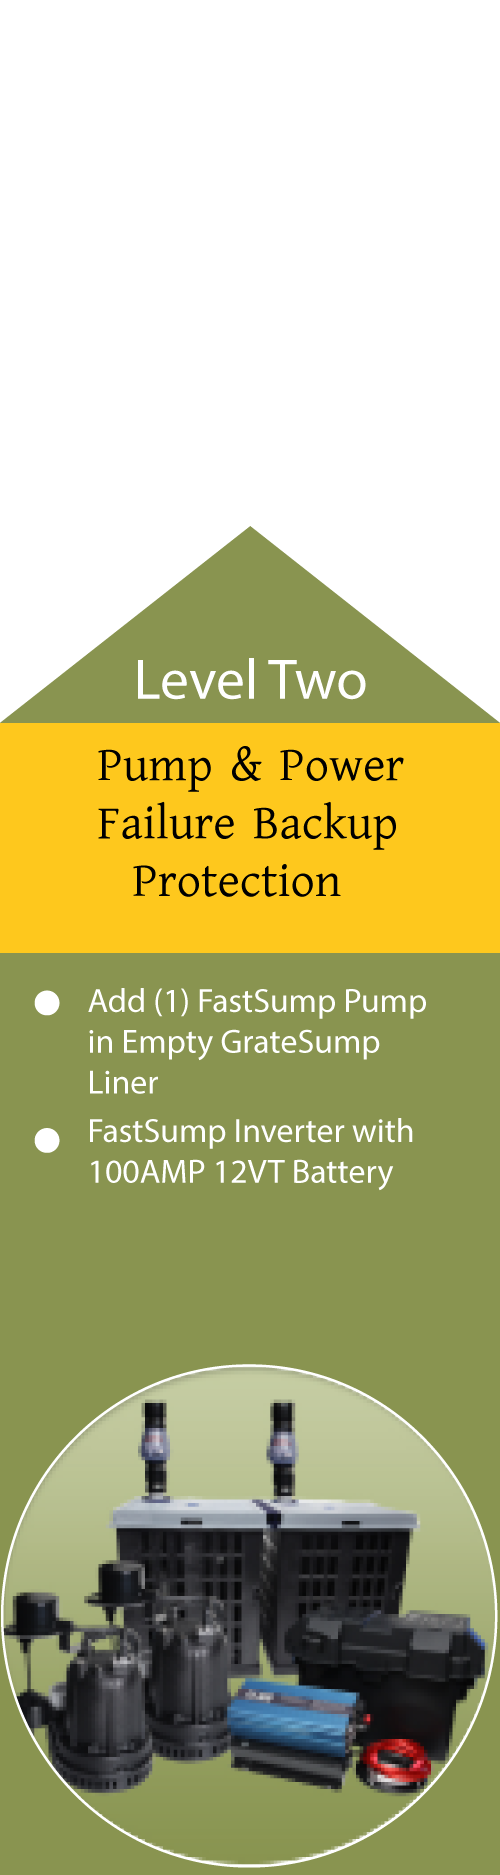 Level Two
Pump & Power
Failure Backup
Protection
Add (1) FastSump Pump
in Empty GrateSump
Liner
FastSump Inverter with
100AMP 12VT Battery